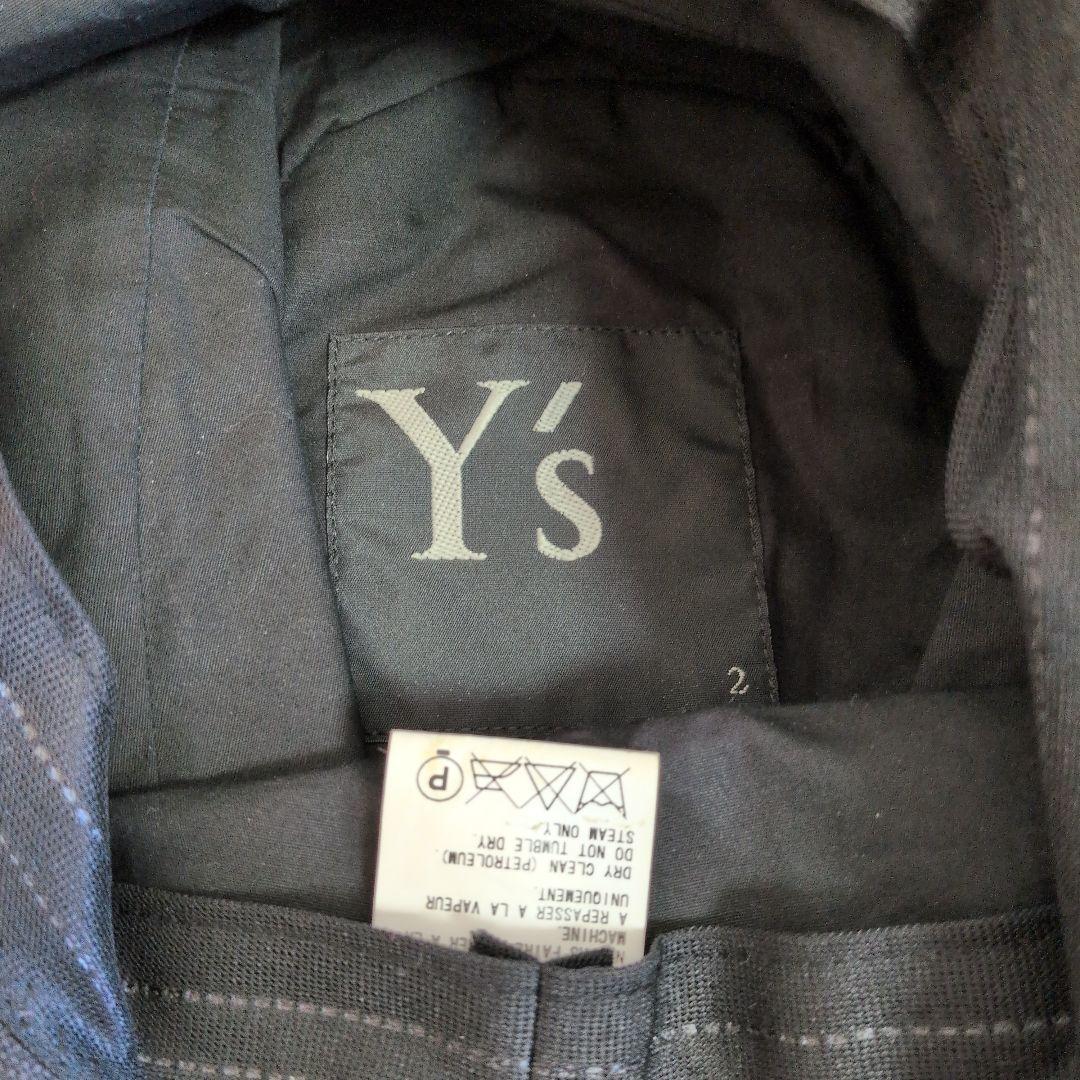 Y's
2
P
STEAM ONLY
DO NOT TUMBLE DRY.
DRY CLEAN (PETROLEUM).
UNIQUEMENT.
A REPASSER A LA VAPEUR
MACHINE.